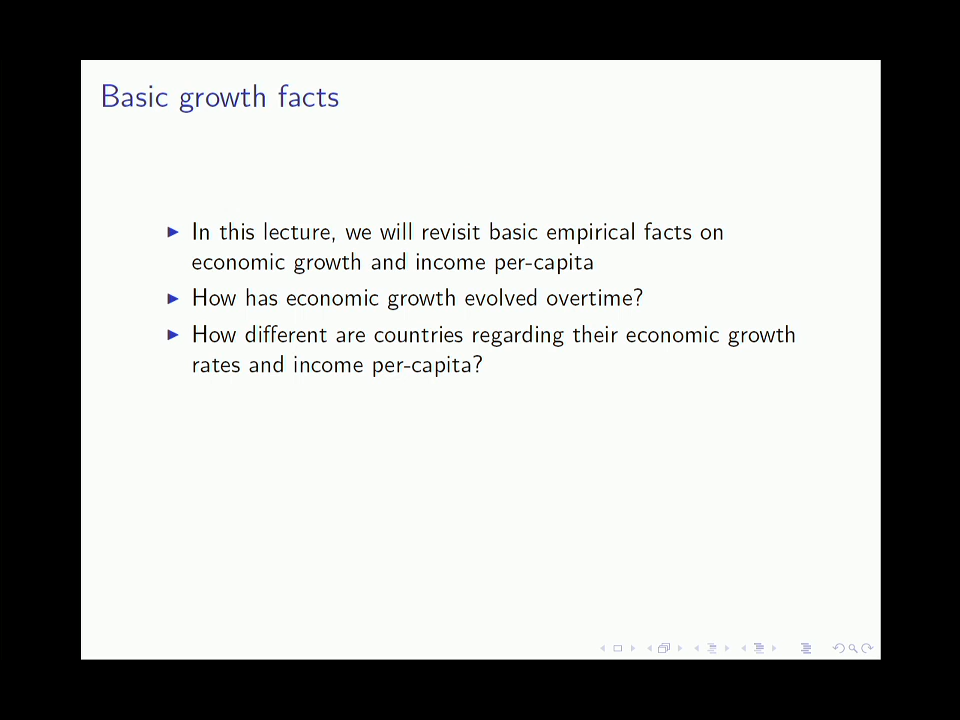 Basic growth facts
In this lecture, we will revisit basic empirical facts on
economic growth and income per-capita
How has economic growth evolved overtime?
How different are countries regarding their economic growth
rates and income per-capita?